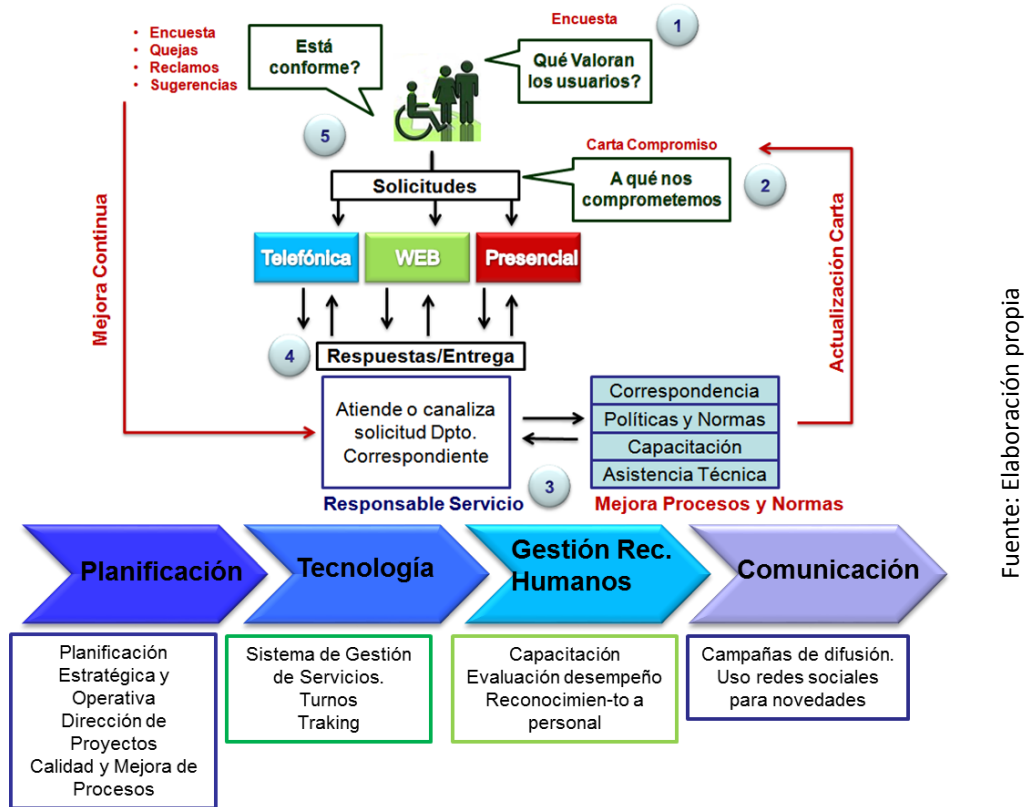 Encuesta
1
• Encuesta
• Quejas
• Reclamos
• Sugerencias
Está
conforme?
Qué Valoran
los usuarios?
5
Carta Compromiso
2
Solicitudes
A qué nos
comprometemos
Telefónica
WEB
Presencial
Mejora Continua
Actualización Carta
4
Respuestas/Entrega
Atiende o canaliza
solicitud Dpto.
Correspondiente
Correspondencia
Políticas y Normas
Capacitación
Asistencia Técnica
3
Responsable Servicio
Mejora Procesos y Normas
Fuente: Elaboración propia
Planificación
Tecnología
Gestión Rec.
Humanos
Comunicación
Planificación
Estratégica y
Operativa
Dirección de
Proyectos
Calidad y Mejora de
Procesos
Sistema de Gestión
de Servicios.
Turnos
Traking
Capacitación
Evaluación desempeño
Reconocimien-to a
personal
Campañas de difusión.
Uso redes sociales
para novedades